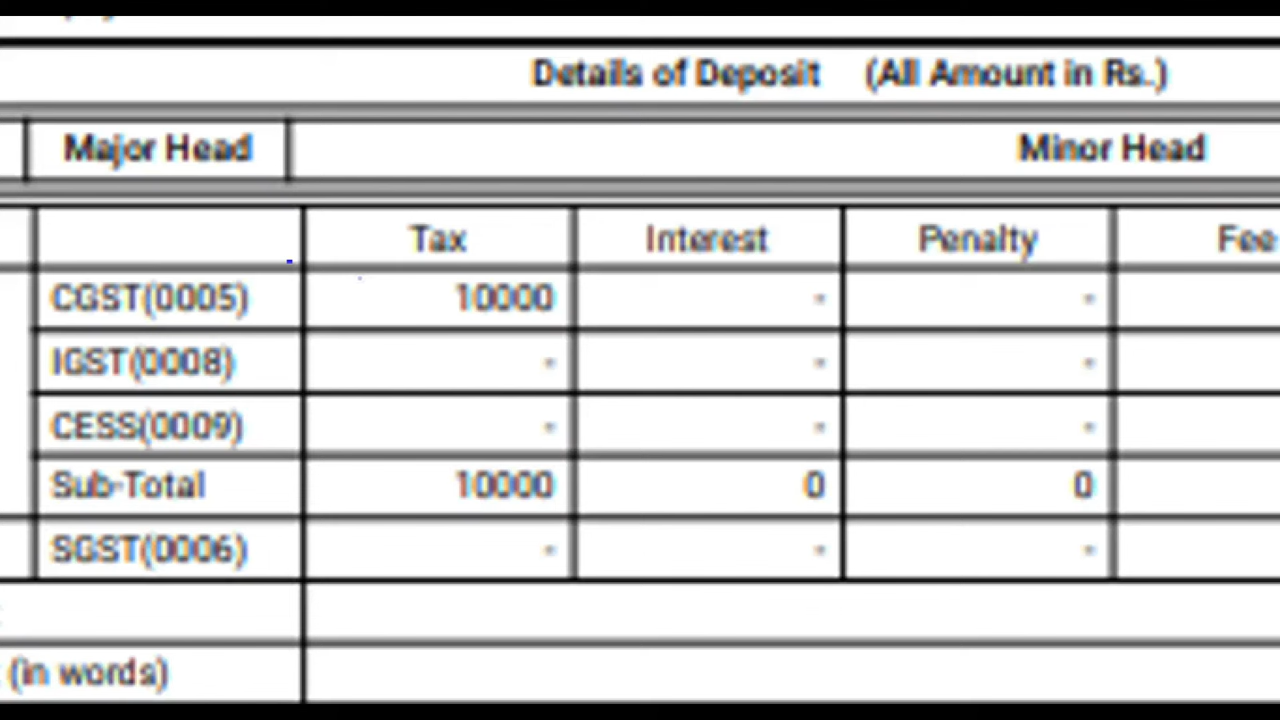 Details of Deposit (All Amount in Rs.)
Major Head Minor Head
Tax Interest Penalty Fee
CGST(0005) 10000 - -
IGST(0008) - - -
CESS(0009) - - -
Sub-Total 10000 0 0
SGST(0006) - - -
(in words)